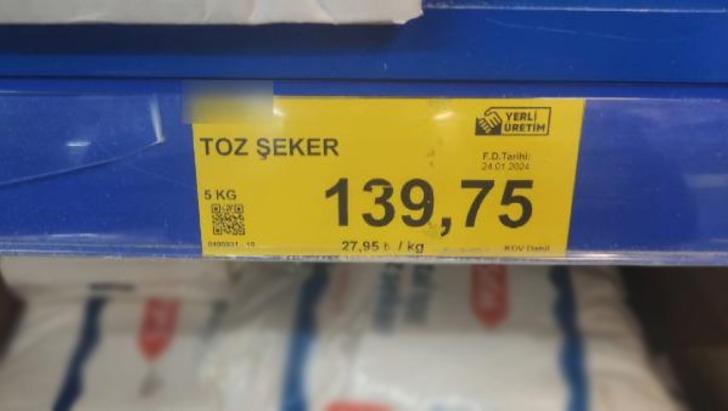 YERLİ
ÜRETİM
TOZ ŞEKER
F.D.Tarihi:
24.01.2024
5 KG
139,75
27,95 ₺ / kg
KDV Dahil